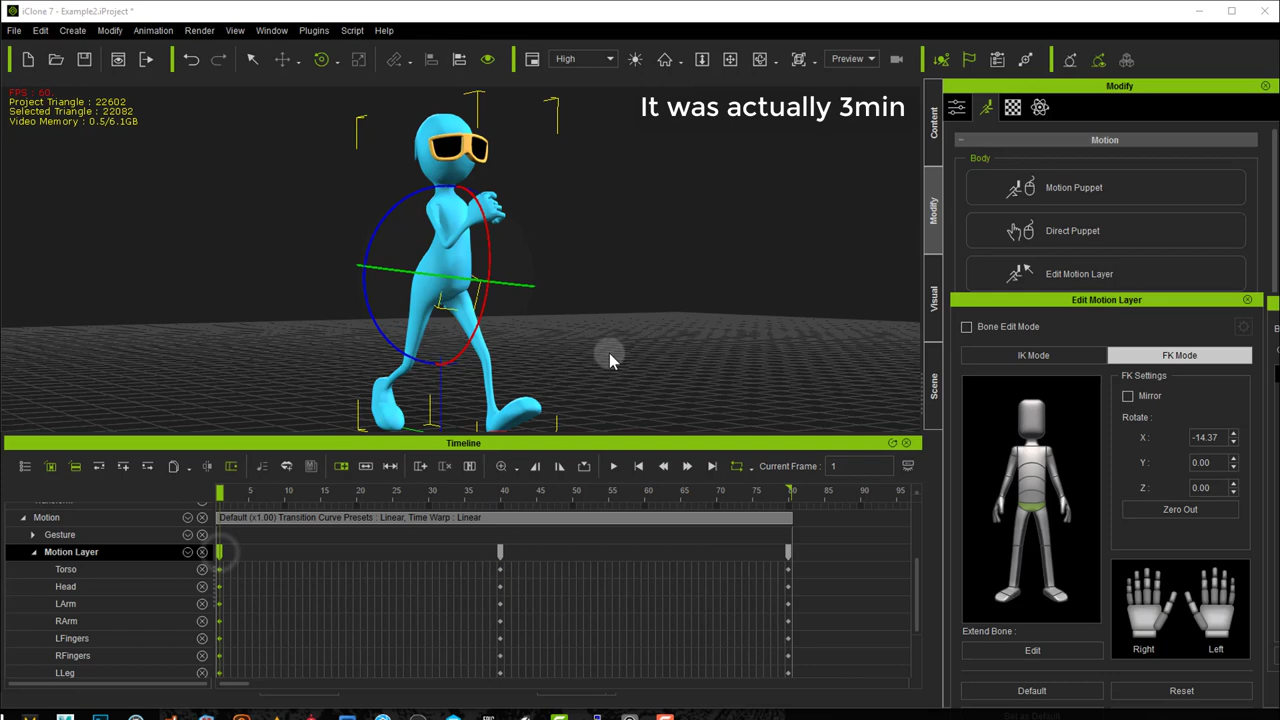 iClone 7 - Example2.iProject *
File Edit Create Modify Animation Render View Window Plugins Script Help
High
Preview
FPS : 60.
Project Triangle : 22602
Selected Triangle : 22082
Video Memory : 0.5/6.1GB
It was actually 3min
Content
Modify
Visual
Scene
Modify
Motion
Body
Motion Puppet
Direct Puppet
Edit Motion Layer
Edit Motion Layer
Bone Edit Mode
IK Mode
FK Mode
FK Settings
Mirror
Rotate :
X : -14.37
Y : 0.00
Z : 0.00
Zero Out
Right Left
Extend Bone :
Edit
Default
Reset
Timeline
Current Frame : 1
5 10 15 20 25 30 35 40 45 50 55 60 65 70 75 80 85 90 95
Motion
Default (x1.00) Transition Curve Presets : Linear, Time Warp : Linear
Gesture
Motion Layer
Torso
Head
LArm
RArm
LFingers
RFingers
LLeg